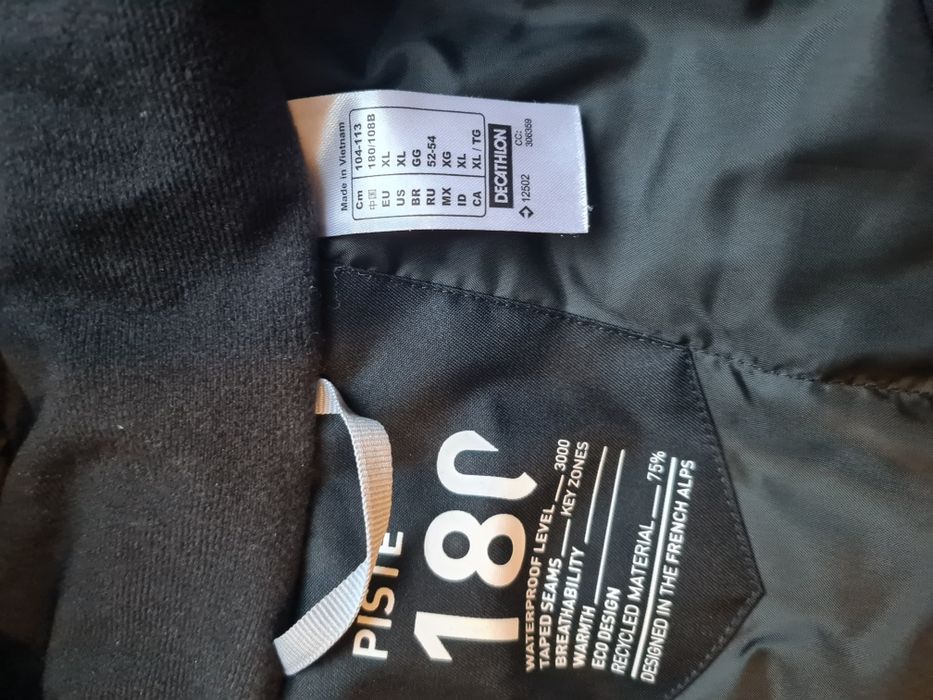 Made in Vietnam
Cm 104-113
中国 180/108B
EU XL
US XL
BR GG
RU 52-54
MX XG
ID XL
CA XL / TG
DECATHLON
12502
CC:
306359
PISTE
180
WATERPROOF LEVEL 3000
TAPED SEAMS KEY ZONES
BREATHABILITY
WARMTH
ECO DESIGN
RECYCLED MATERIAL 75%
DESIGNED IN THE FRENCH ALPS